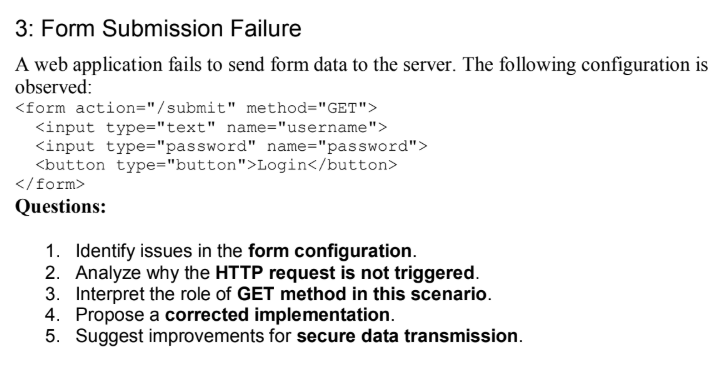 3: Form Submission Failure
A web application fails to send form data to the server. The following configuration is
observed:
<form action="/submit" method="GET">
  <input type="text" name="username">
  <input type="password" name="password">
  <button type="button">Login</button>
</form>
Questions:
1. Identify issues in the form configuration.
2. Analyze why the HTTP request is not triggered.
3. Interpret the role of GET method in this scenario.
4. Propose a corrected implementation.
5. Suggest improvements for secure data transmission.